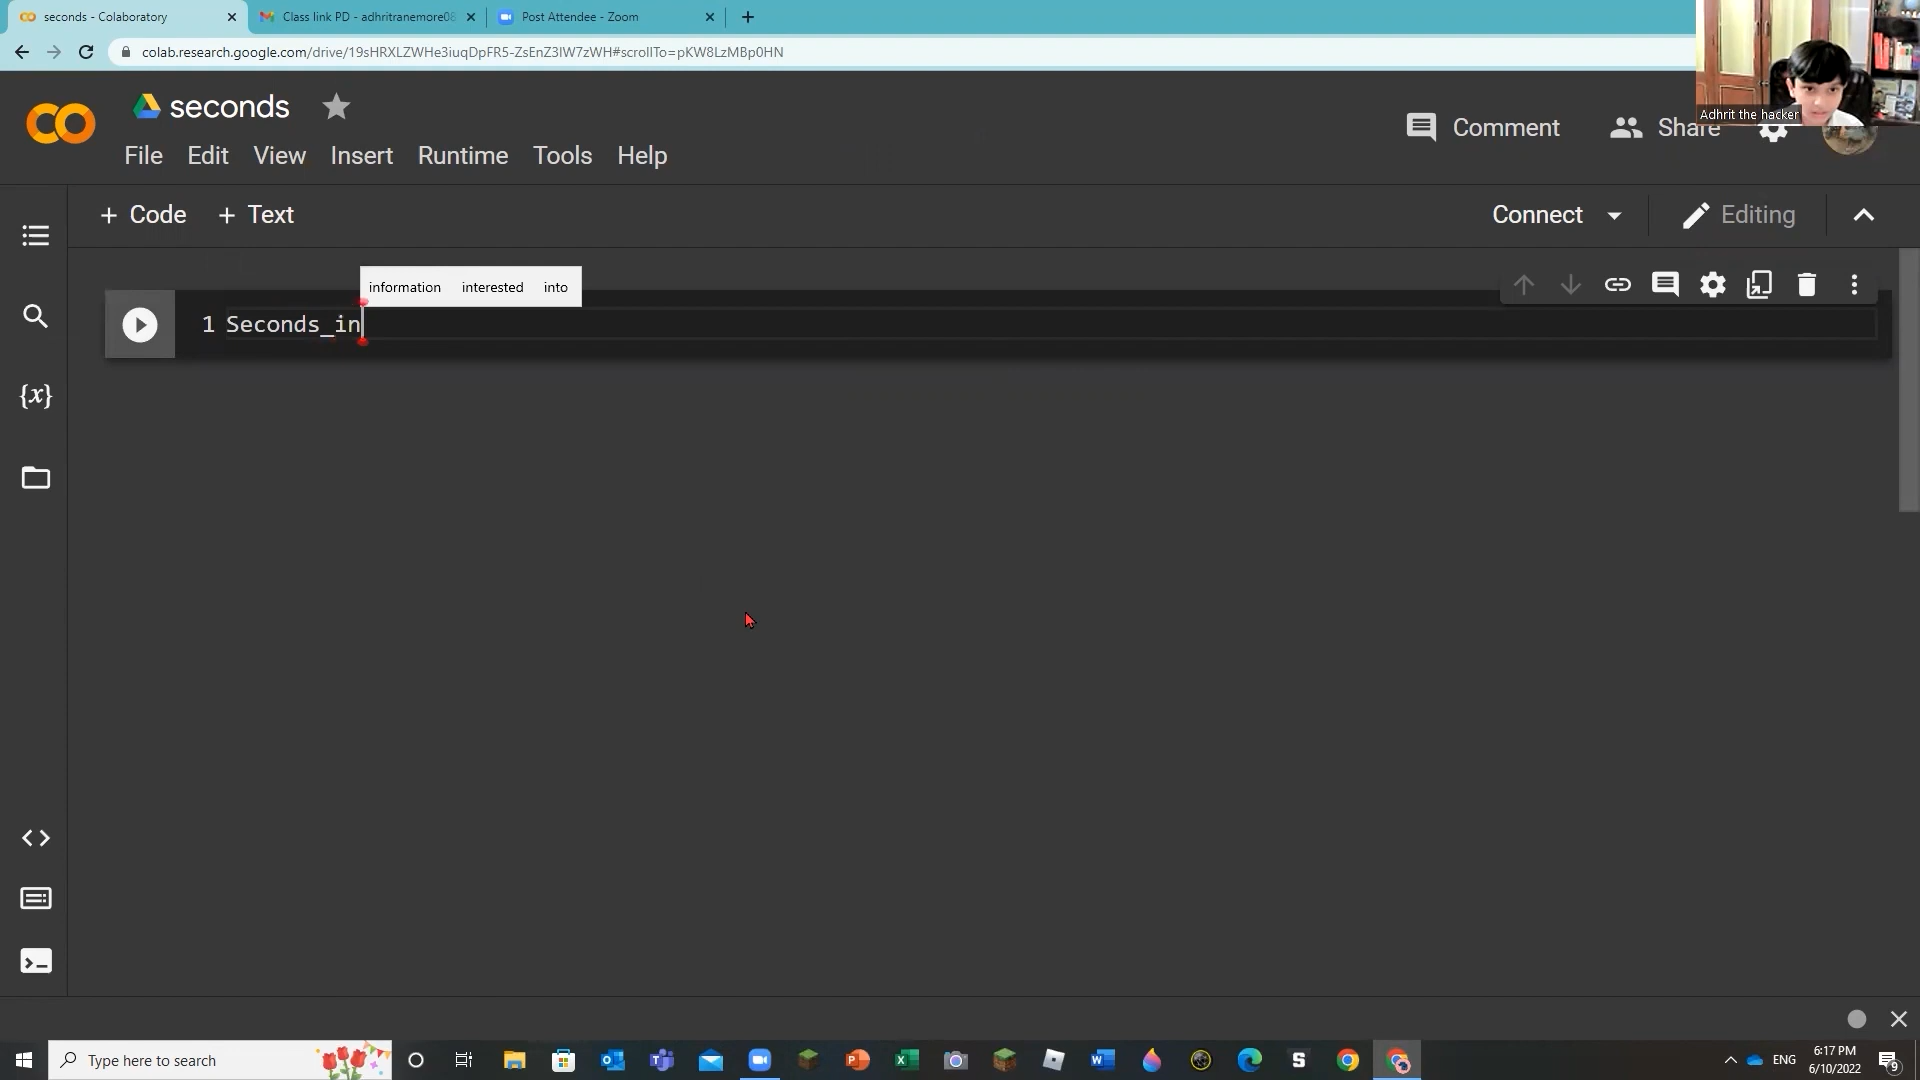 seconds - Colaboratory
Class link PD - adhritranemore08
Post Attendee - Zoom
colab.research.google.com/drive/19sHRXLZWHe3iuqDpFR5-ZsEnZ3IW7zWH#scrollTo=pKW8LzMBp0HN
Adhrit the hacker
seconds
Comment
Share
File Edit View Insert Runtime Tools Help
+ Code + Text
Connect
Editing
information interested into
1 Seconds_in
{x}
Type here to search
ENG
6:17 PM
6/10/2022
9